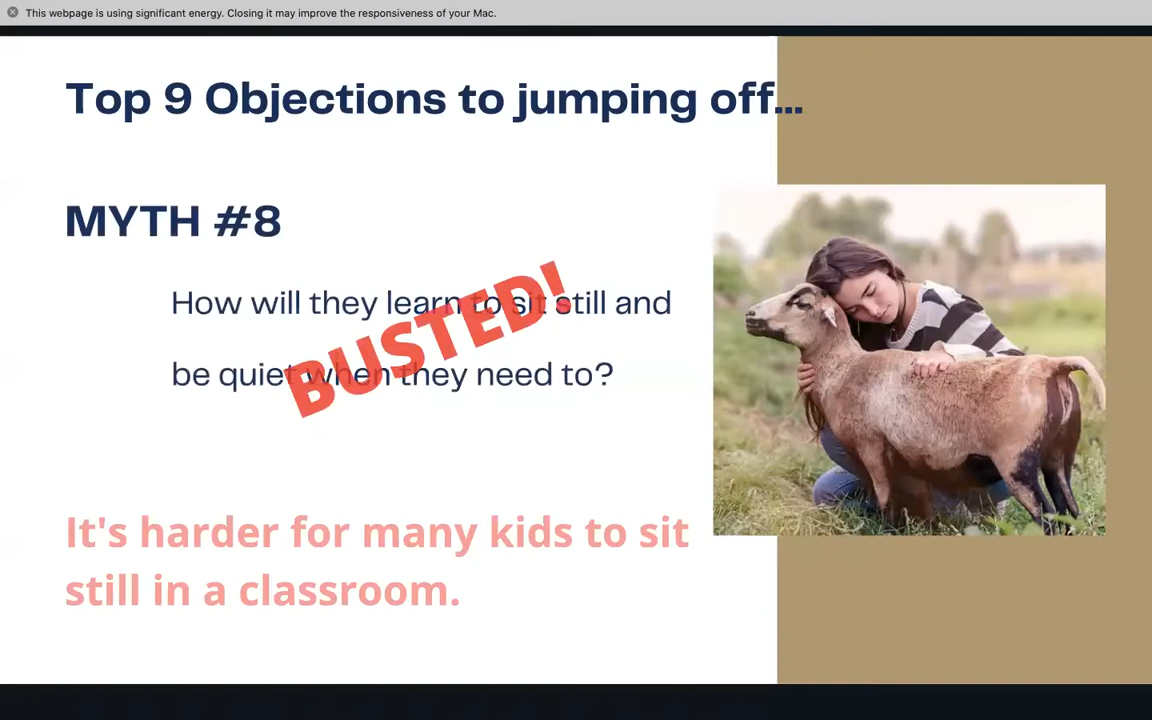 This webpage is using significant energy. Closing it may improve the responsiveness of your Mac.
Top 9 Objections to jumping off...
MYTH #8
How will they learn to sit still and
be quiet when they need to?
BUSTED!
It's harder for many kids to sit
still in a classroom.